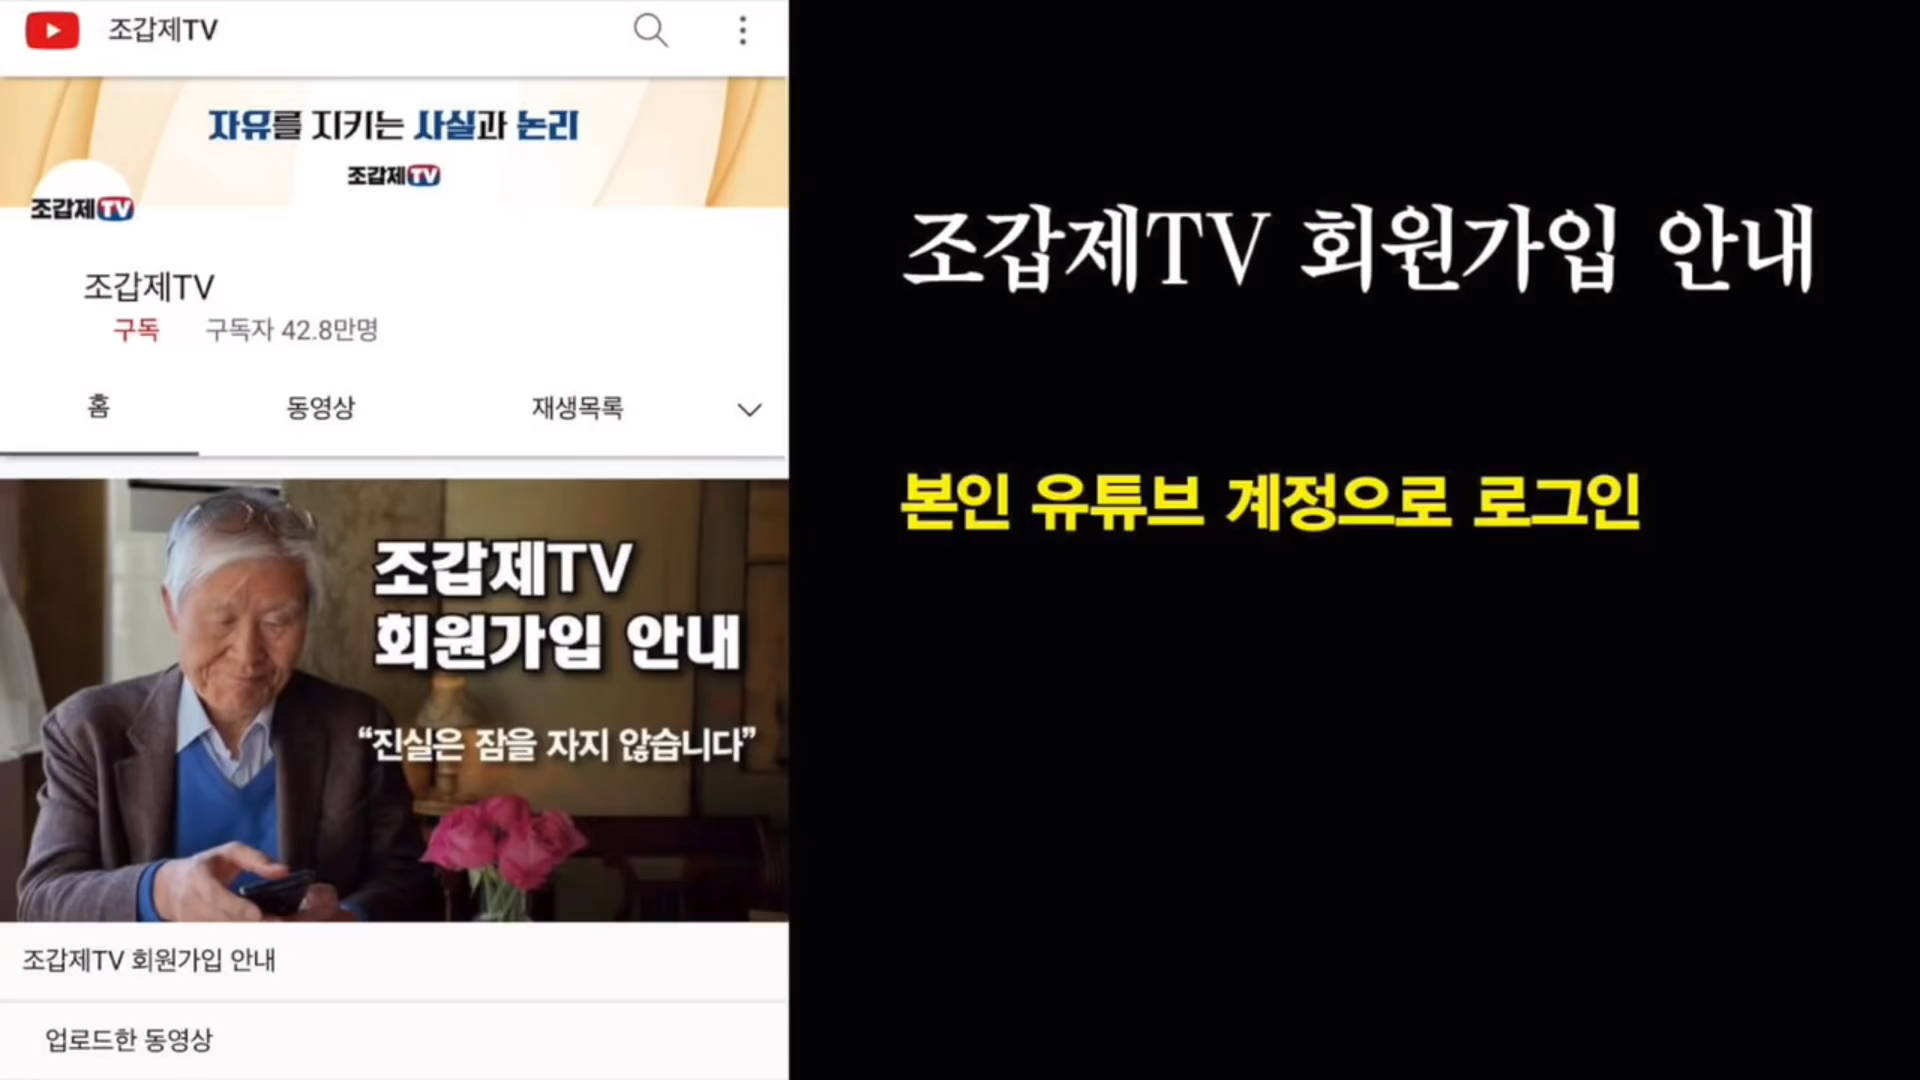 조갑제TV
자유를 지키는 사실과 논리
조갑제TV
조갑제TV
조갑제TV
구독 구독자 42.8만명
홈 동영상 재생목록
조갑제TV
회원가입 안내
“진실은 잠을 자지 않습니다”
조갑제TV 회원가입 안내
업로드한 동영상
조갑제TV 회원가입 안내
본인 유튜브 계정으로 로그인